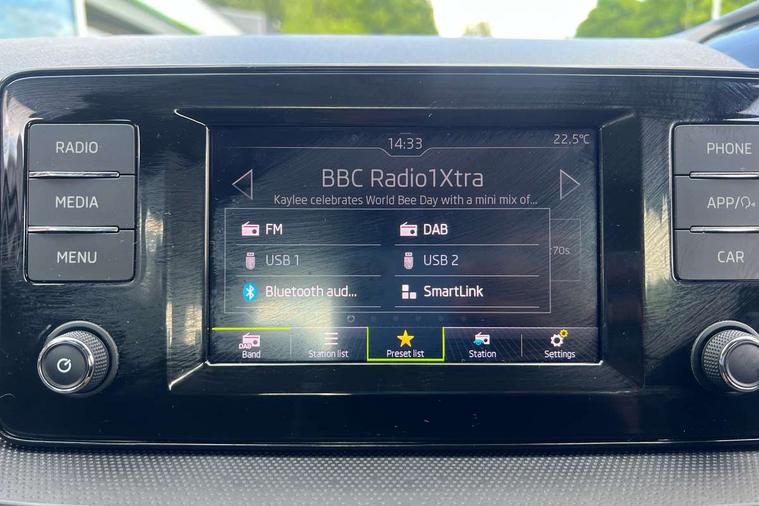 RADIO
MEDIA
MENU
14:33
22,5°C
BBC Radio1Xtra
Kaylee celebrates World Bee Day with a mini mix of...
FM
DAB
USB 1
USB 2
70s
Bluetooth aud...
SmartLink
DAB
Band
Station list
Preset list
Station
Settings
PHONE
APP/
CAR